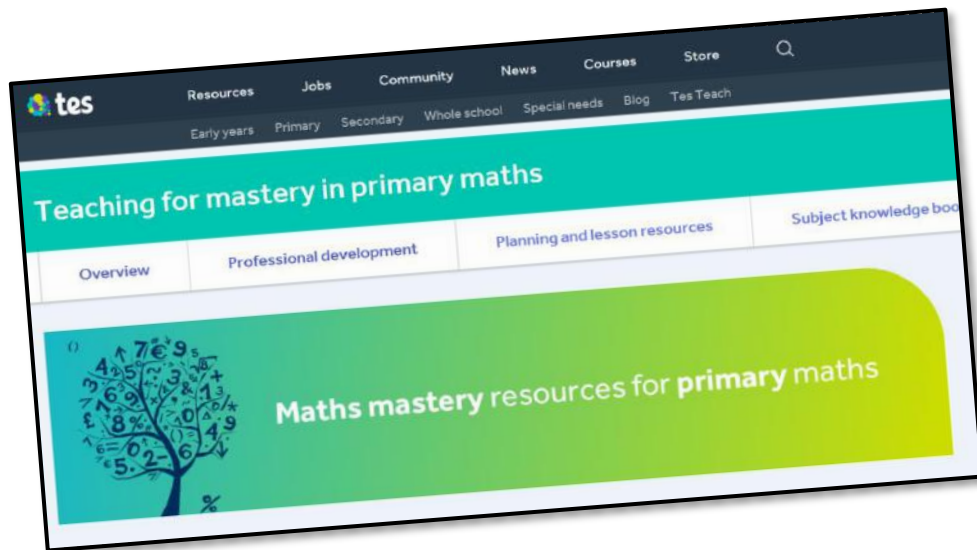 tes
Resources Jobs Community News Courses Store
Early years Primary Secondary Whole school Special needs Blog Tes Teach
Teaching for mastery in primary maths
Overview Professional development Planning and lesson resources Subject knowledge boo
Maths mastery resources for primary maths